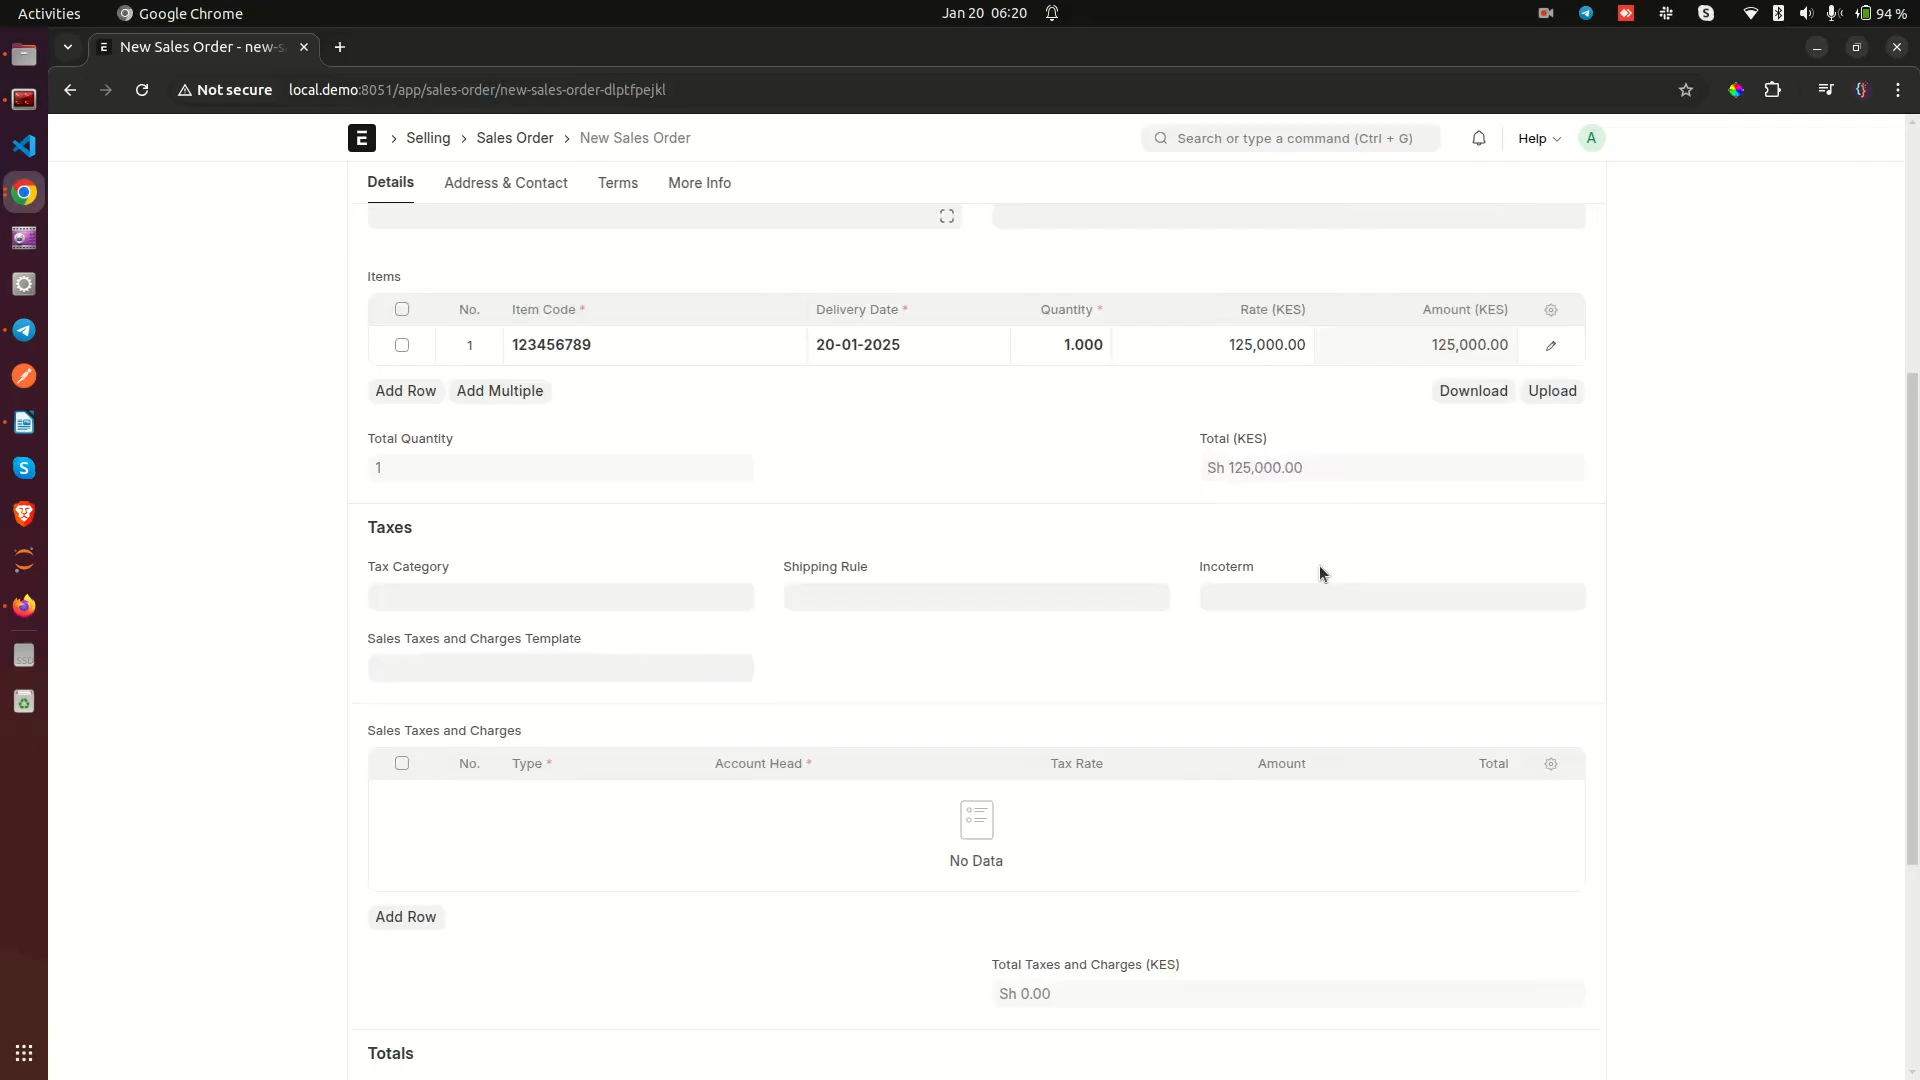 Activities Google Chrome Jan 20 06:20 94 %
E New Sales Order - new-s
Not secure local.demo:8051/app/sales-order/new-sales-order-dlptfpejkl
E Selling Sales Order New Sales Order Search or type a command (Ctrl + G) Help A
Details Address & Contact Terms More Info
Items
No. Item Code * Delivery Date * Quantity * Rate (KES) Amount (KES)
1 123456789 20-01-2025 1.000 125,000.00 125,000.00
Add Row Add Multiple Download Upload
Total Quantity Total (KES)
1 Sh 125,000.00
Taxes
Tax Category Shipping Rule Incoterm
Sales Taxes and Charges Template
Sales Taxes and Charges
No. Type * Account Head * Tax Rate Amount Total
No Data
Add Row
Total Taxes and Charges (KES)
Sh 0.00
Totals